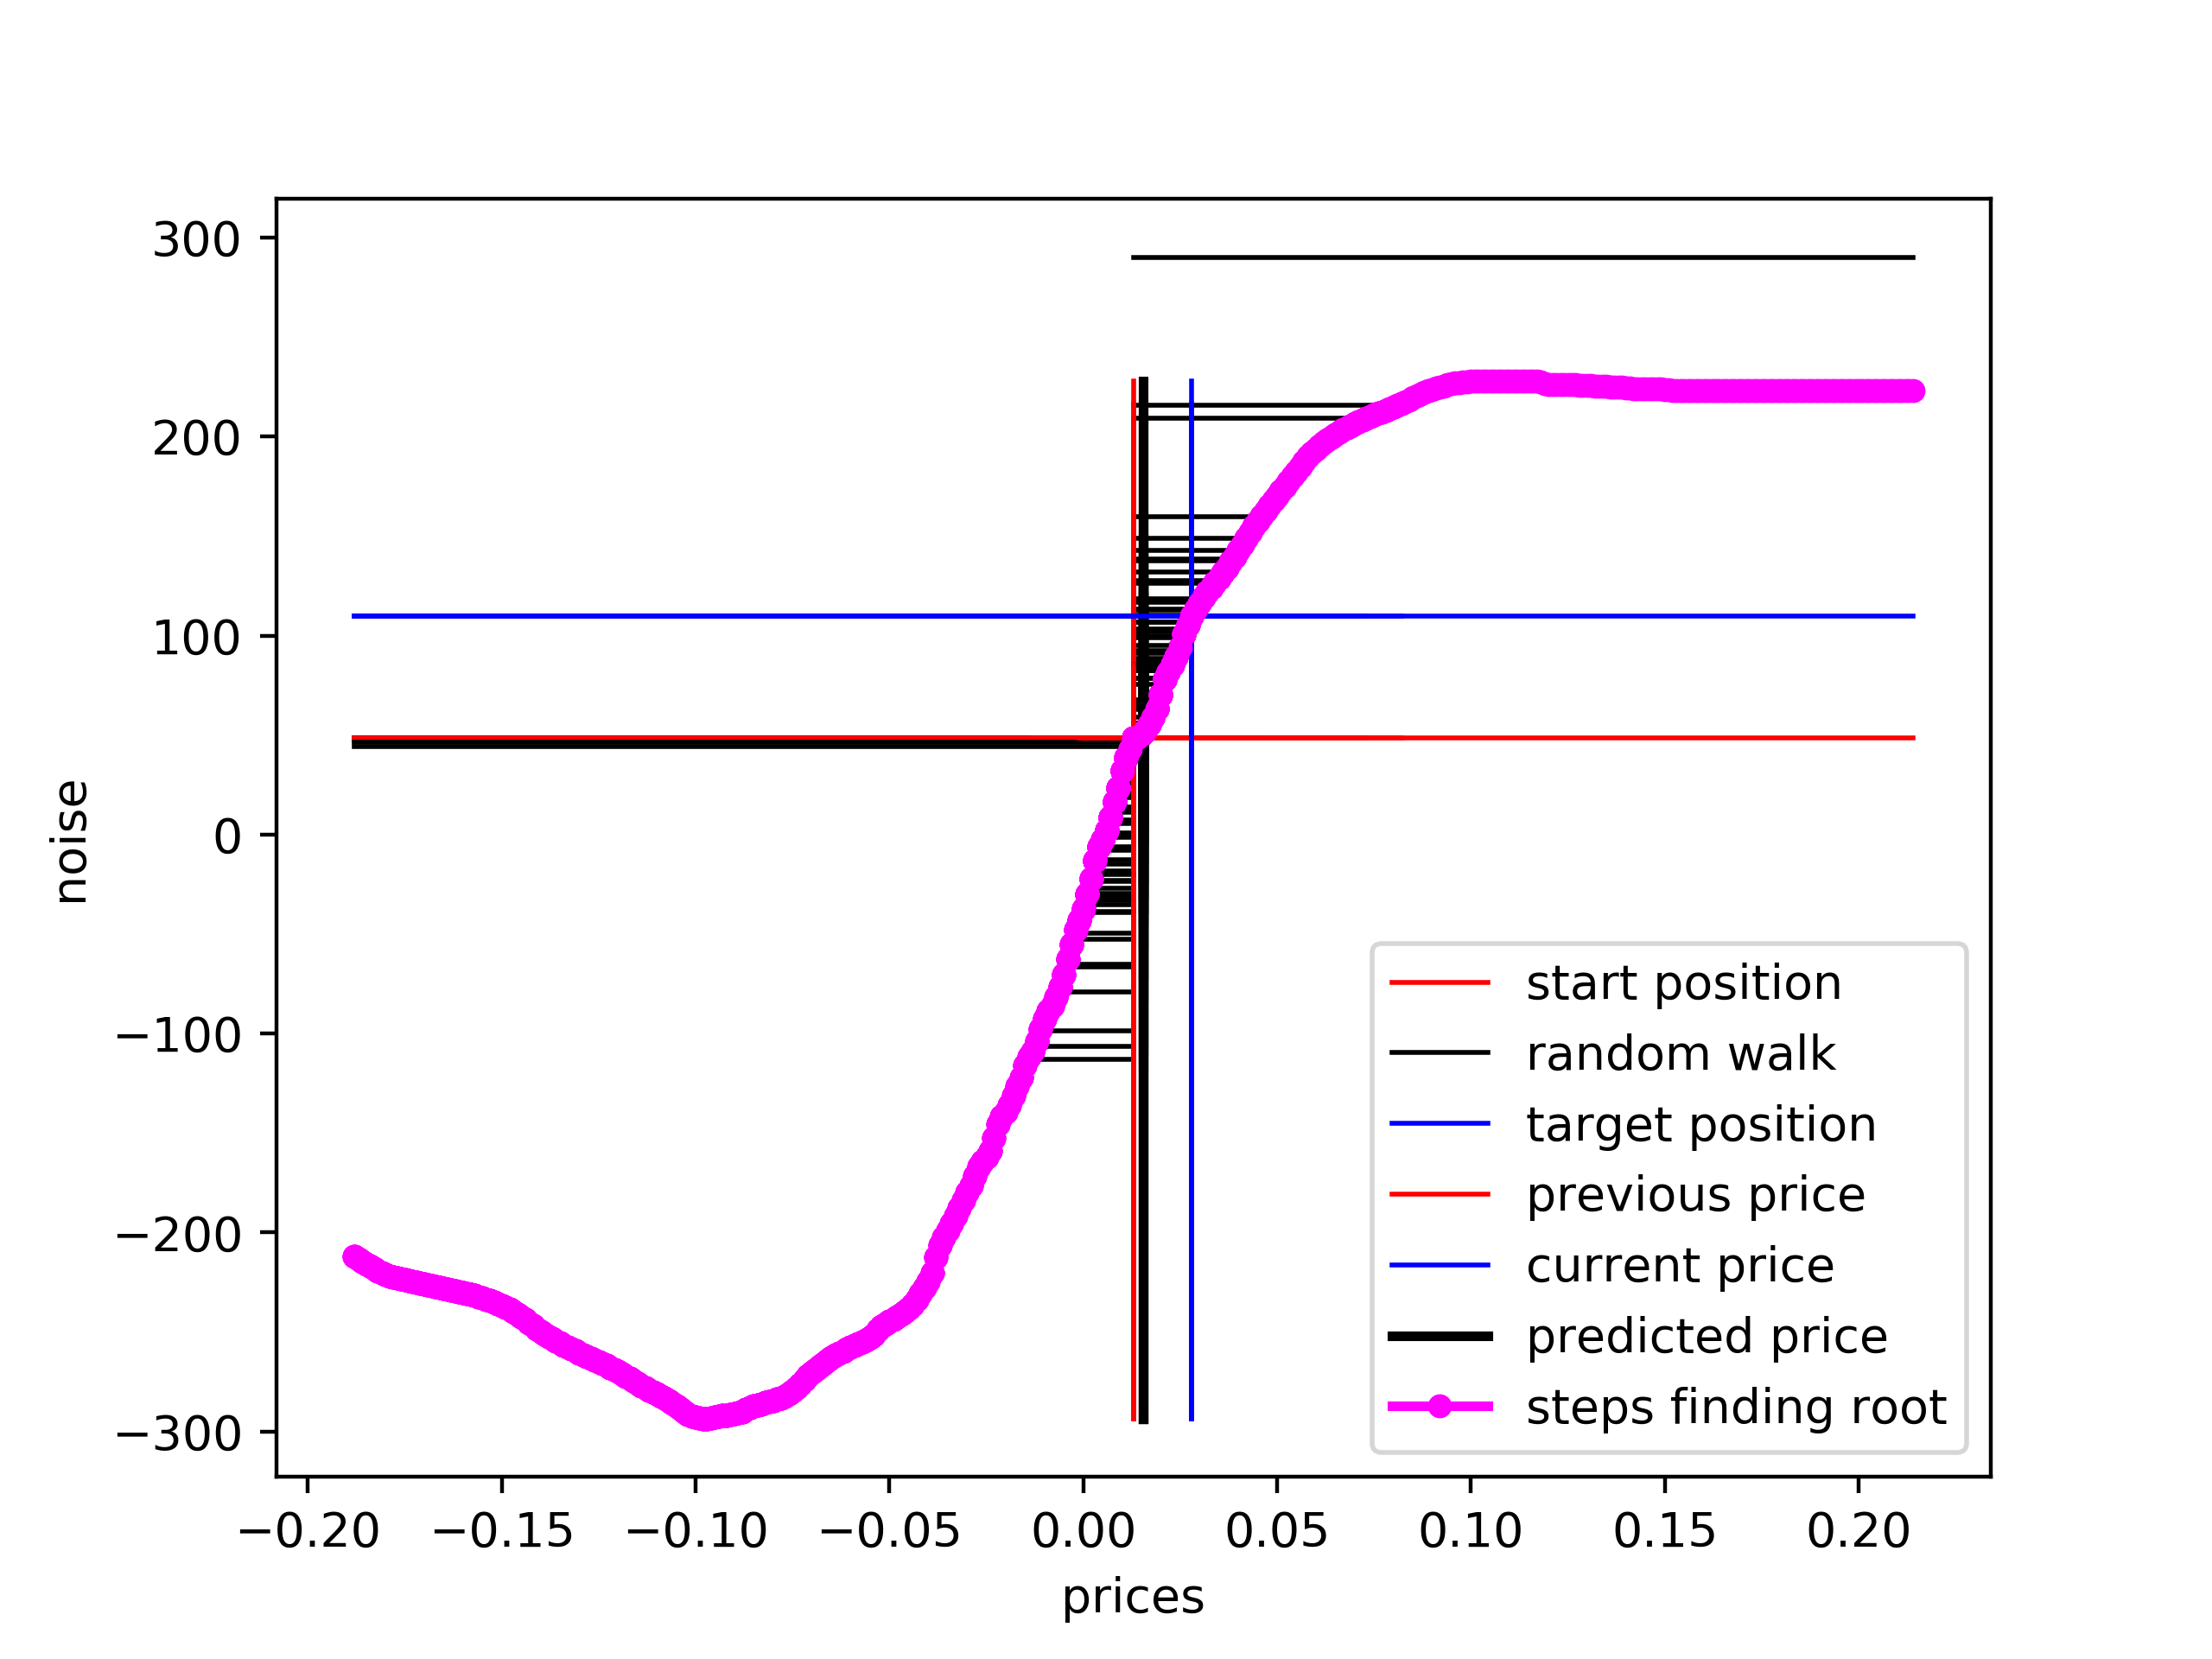 300
200
100
0
−100
−200
−300
noise
−0.20
−0.15
−0.10
−0.05
0.00
0.05
0.10
0.15
0.20
prices
start position
random walk
target position
previous price
current price
predicted price
steps finding root